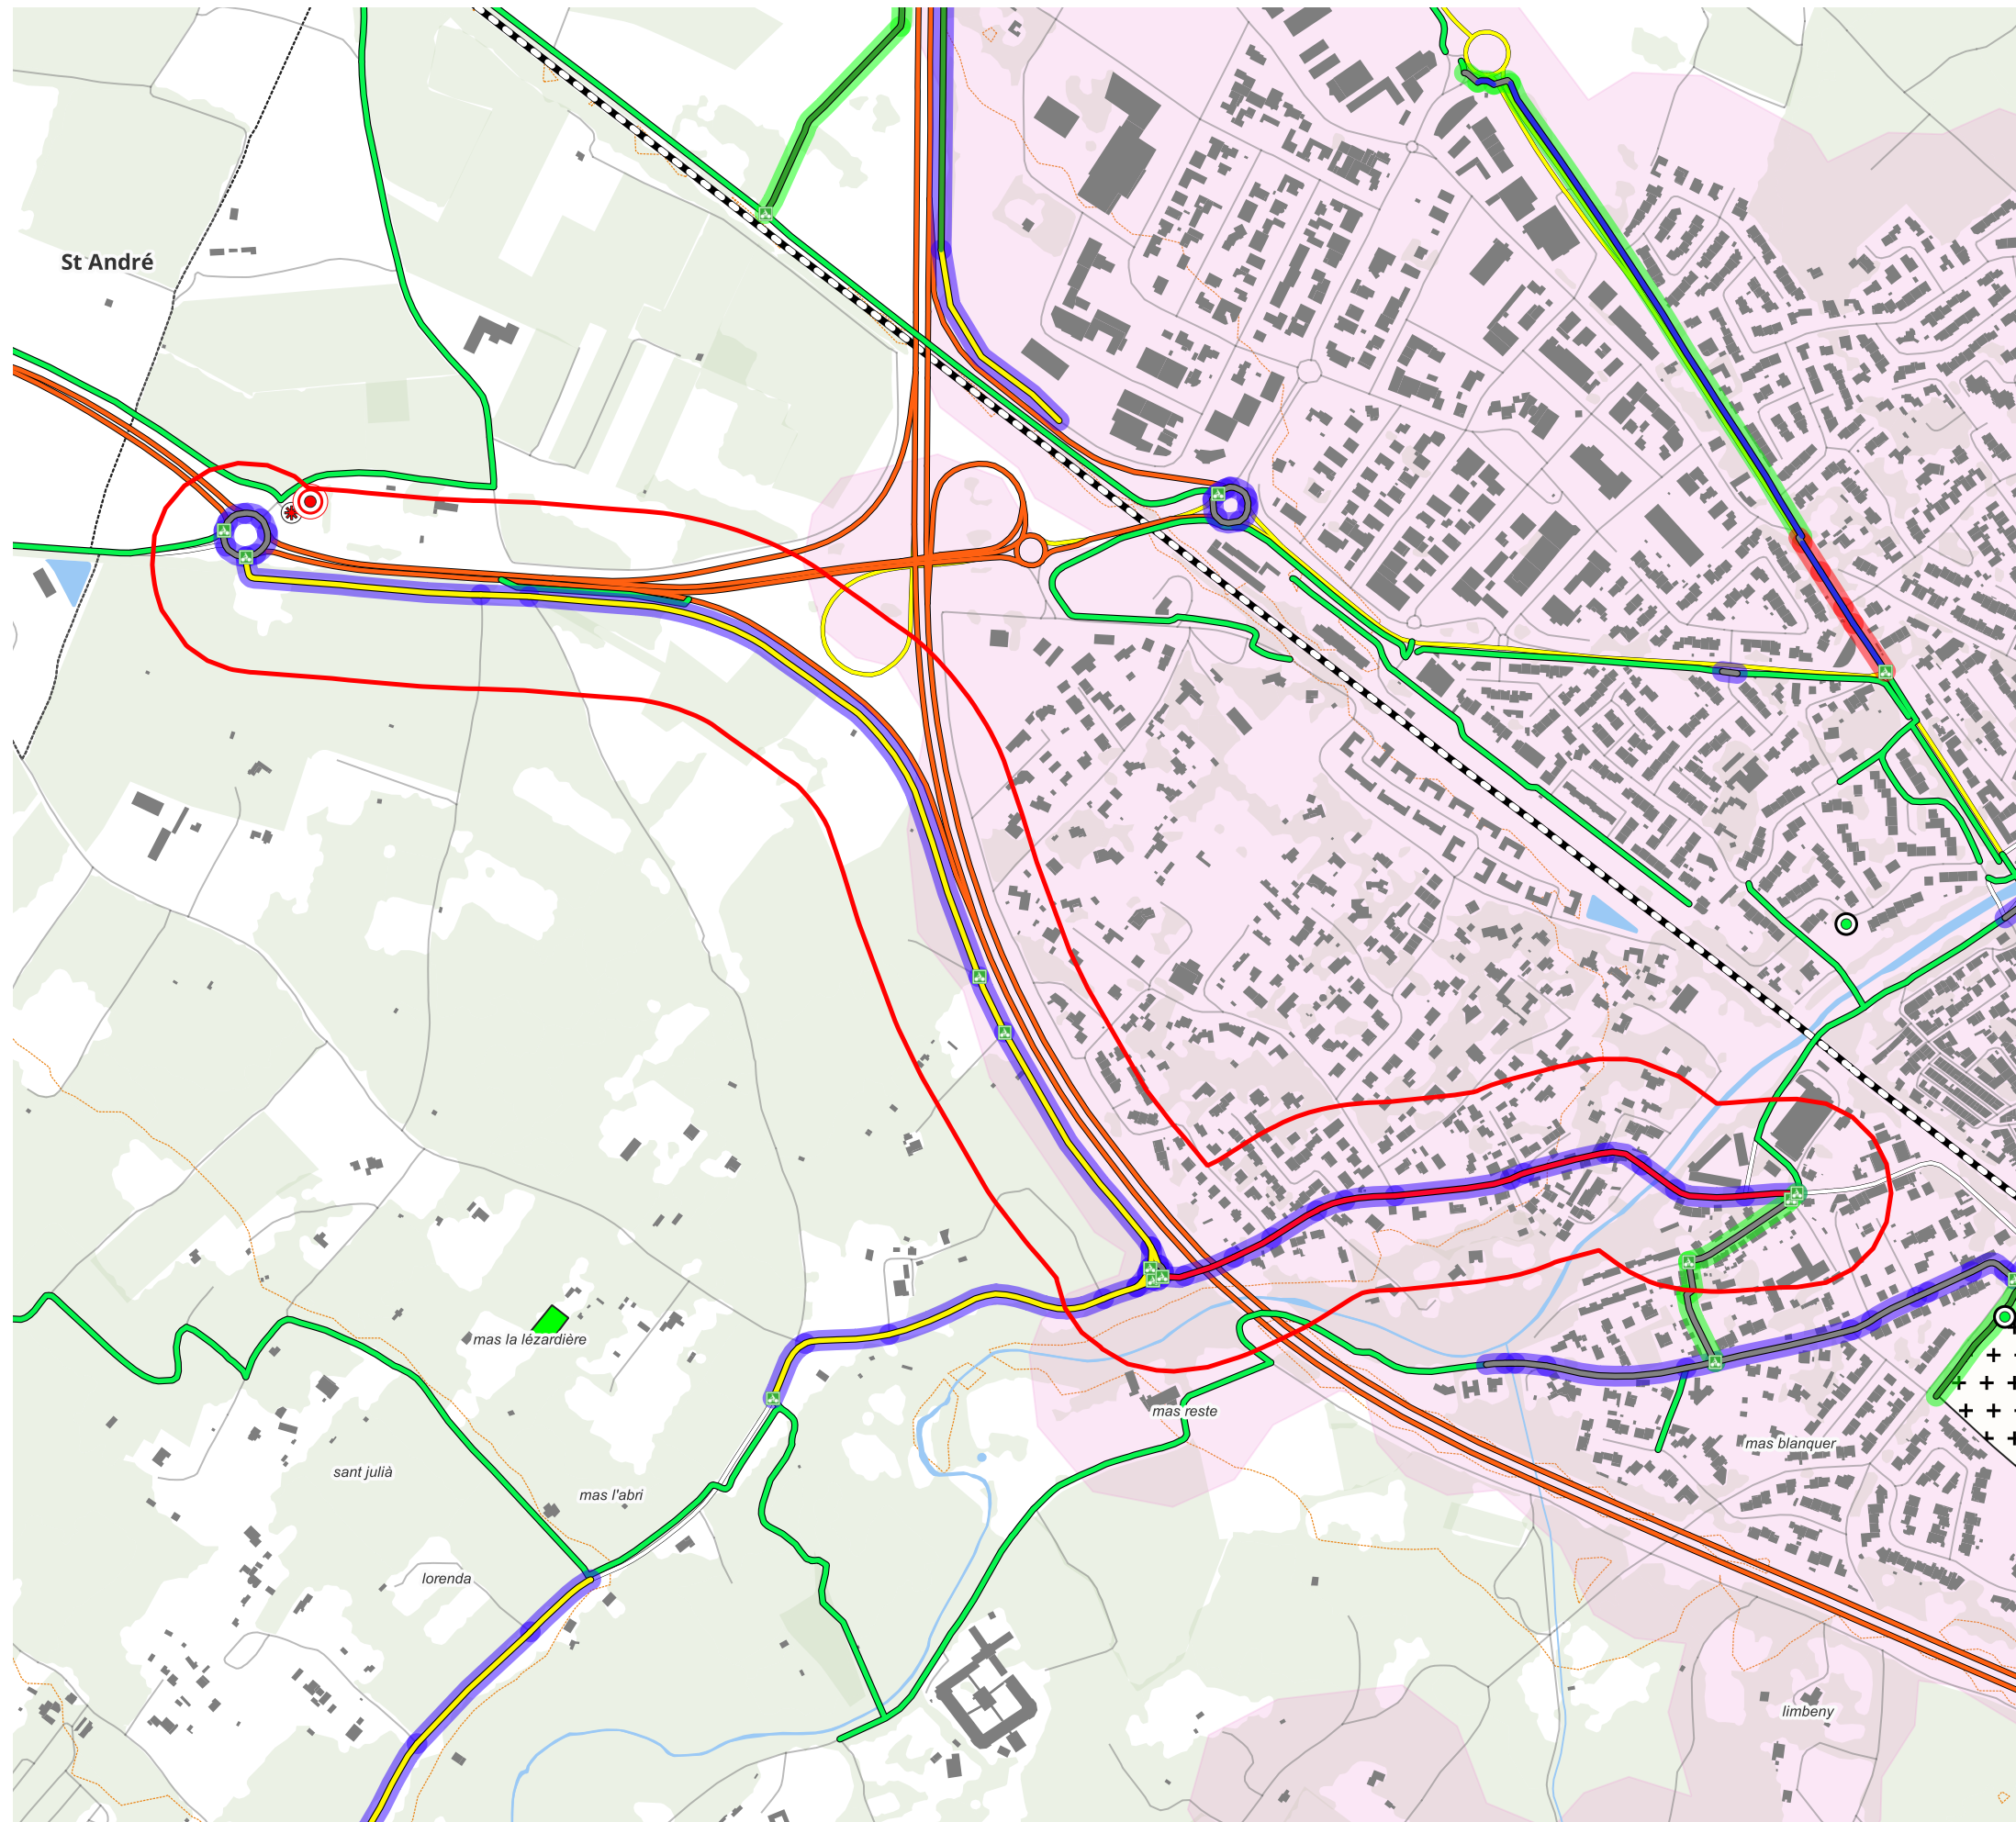 St André
mas la lézardière
mas reste
mas blanquer
sant julià
mas l'abri
lorenda
limbeny